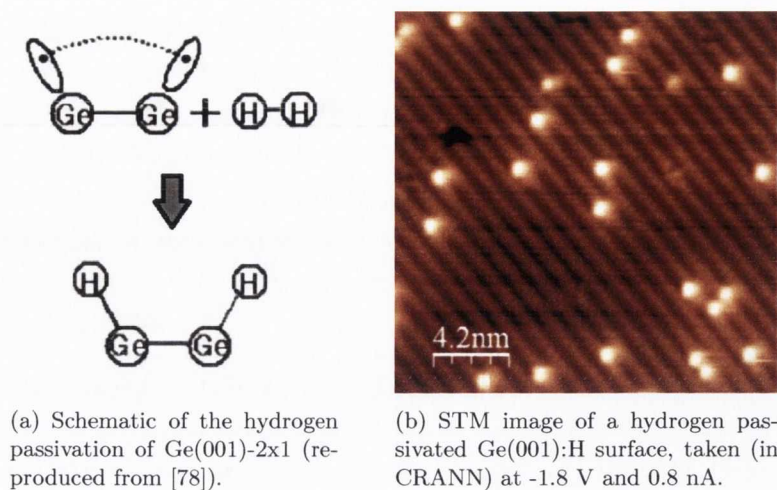 Ge Ge + H H
H H
Ge Ge
4.2nm
(a) Schematic of the hydrogen
passivation of Ge(001)-2x1 (re-
produced from [78]).
(b) STM image of a hydrogen pas-
sivated Ge(001):H surface, taken (in
CRANN) at -1.8 V and 0.8 nA.